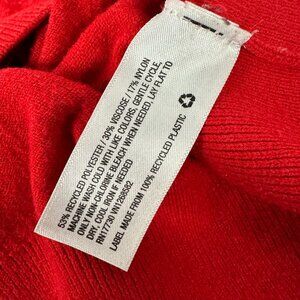 53% RECYCLED POLYESTER / 30% VISCOSE / 17% NYLON
MACHINE WASH COLD WITH LIKE COLORS, GENTLE CYCLE,
ONLY NON-CHLORINE BLEACH WHEN NEEDED, LAY FLAT TO
DRY, COOL IRON IF NEEDED
RN17730 VN1268582
LABEL MADE FROM 100% RECYCLED PLASTIC